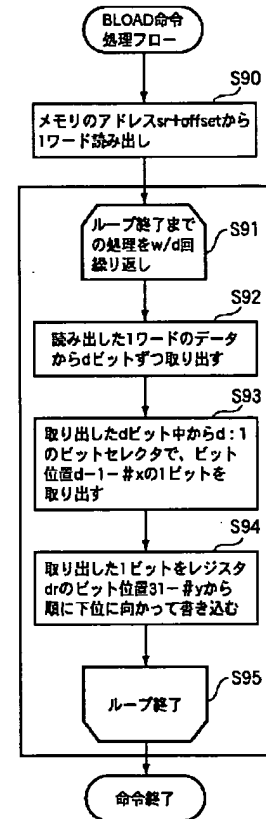 BLOAD命令
処理フロー
S90
メモリのアドレスsr+offsetから
1ワード読み出し
ループ終了まで
の処理をw/d回
繰り返し
S91
S92
読み出した1ワードのデータ
からdビットずつ取り出す
S93
取り出したdビット中からd:1
のビットセレクタで、ビット
位置d−1−#xの1ビットを
取り出す
S94
取り出した1ビットをレジスタ
drのビット位置31−#yから
順に下位に向かって書き込む
S95
ループ終了
命令終了